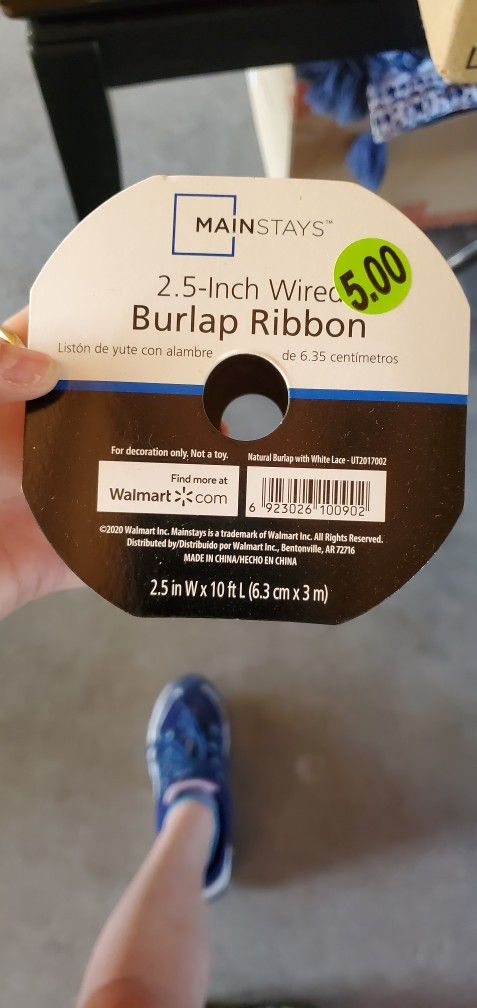 MAINSTAYS™
5.00
2.5-Inch Wired
Burlap Ribbon
Listón de yute con alambre de 6.35 centímetros
For decoration only. Not a toy.
Natural Burlap with White Lace - UT2017002
Find more at
Walmart.com
6 923026 100902
©2020 Walmart Inc. Mainstays is a trademark of Walmart Inc. All Rights Reserved.
Distributed by/Distribuido por Walmart Inc., Bentonville, AR 72716
MADE IN CHINA/HECHO EN CHINA
2.5 in W x 10 ft L (6.3 cm x 3 m)